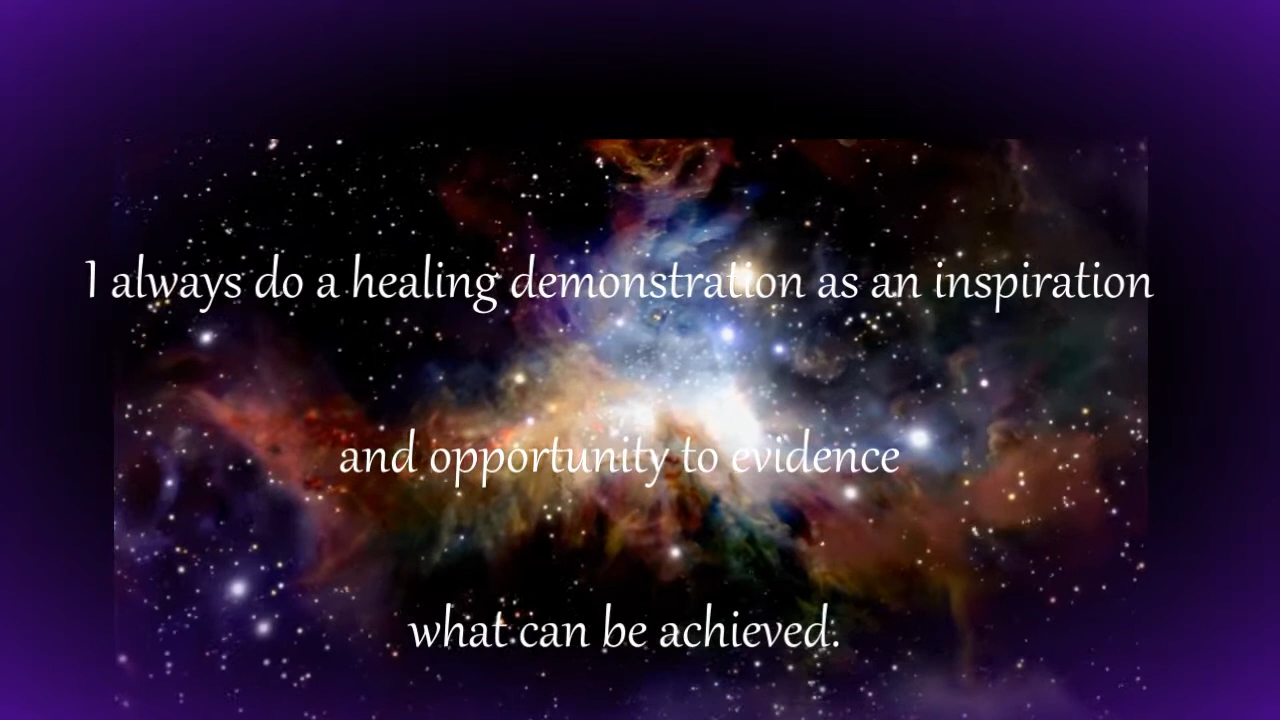 I always do a healing demonstration as an inspiration
and opportunity to evidence
what can be achieved.